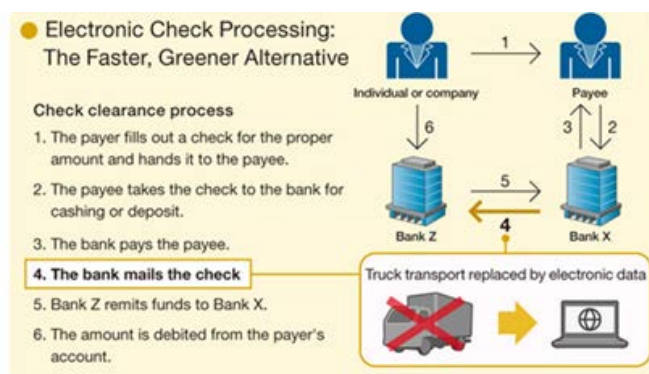 Electronic Check Processing:
The Faster, Greener Alternative
Check clearance process
1. The payer fills out a check for the proper
amount and hands it to the payee.
2. The payee takes the check to the bank for
cashing or deposit.
3. The bank pays the payee.
4. The bank mails the check
5. Bank Z remits funds to Bank X.
6. The amount is debited from the payer's
account.
1
Individual or company
Payee
6
3
2
5
4
Bank Z
Bank X
Truck transport replaced by electronic data